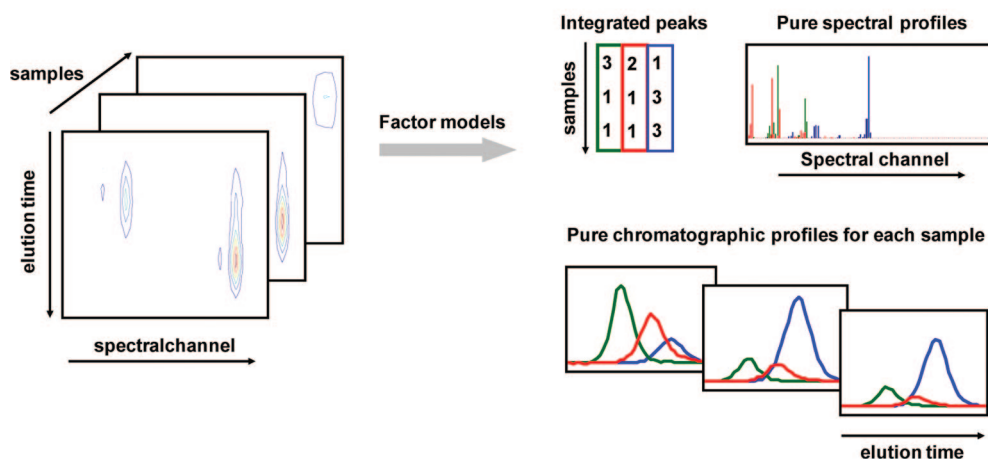 samples
elution time
spectralchannel
Factor models
Integrated peaks
samples
3 2 1
1 1 3
1 1 3
Pure spectral profiles
Spectral channel
Pure chromatographic profiles for each sample
elution time